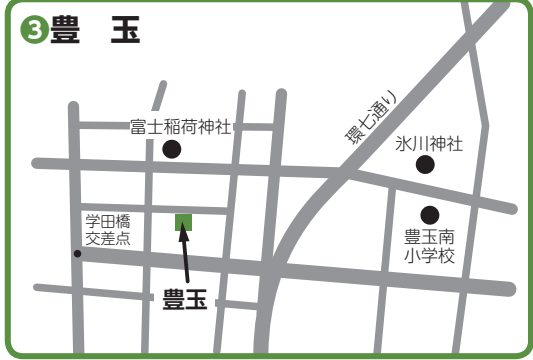 ❸豊　玉
環七通り
富士稲荷神社
氷川神社
学田橋
交差点
豊玉南
小学校
豊玉